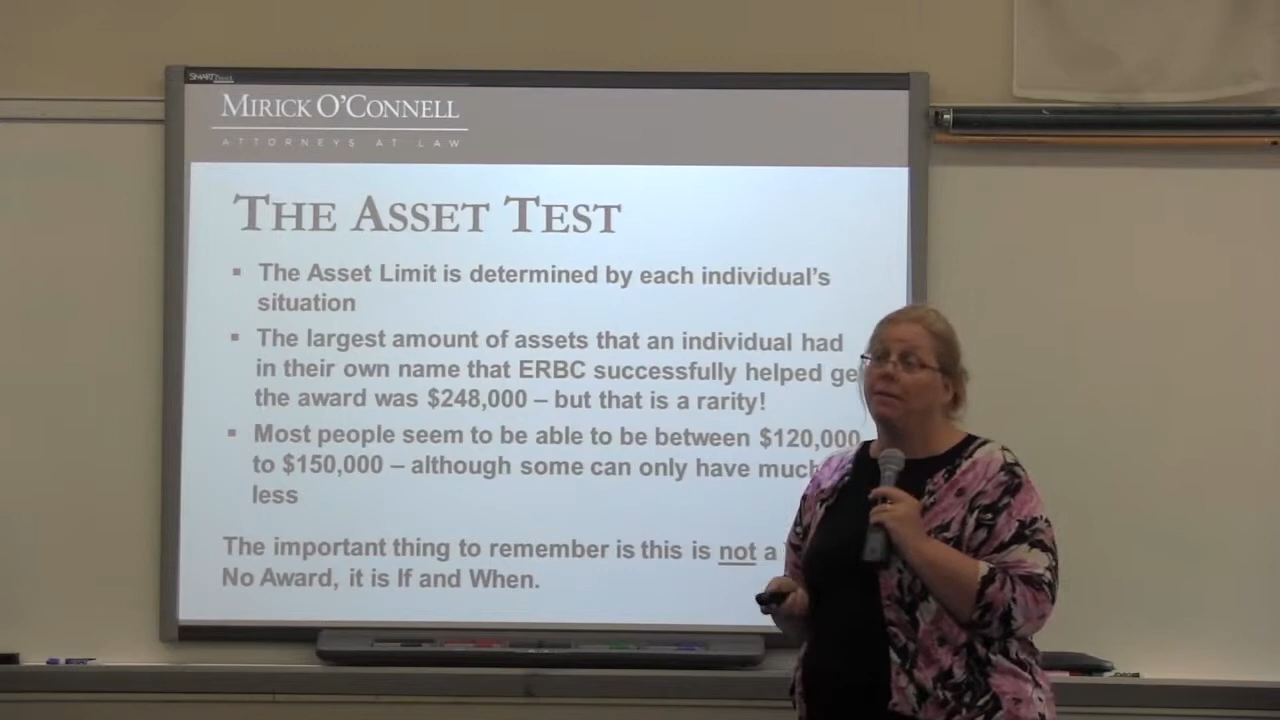 SMART
MIRICK O'CONNELL
ATTORNEYS AT LAW
THE ASSET TEST
▪ The Asset Limit is determined by each individual's
situation
▪ The largest amount of assets that an individual had
in their own name that ERBC successfully helped ge
the award was $248,000 – but that is a rarity!
▪ Most people seem to be able to be between $120,000
to $150,000 – although some can only have much
less
The important thing to remember is this is not a
No Award, it is If and When.